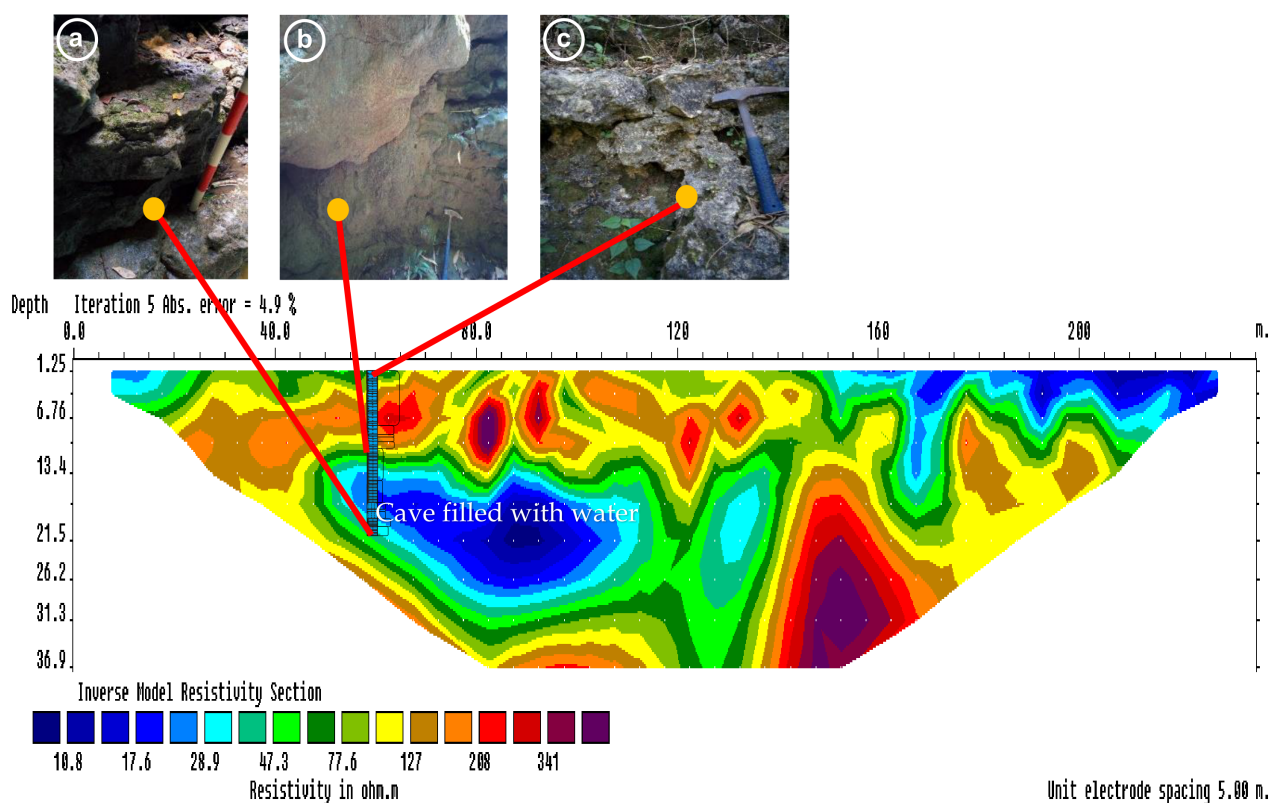 a b c
Depth Iteration 5 Abs. error = 4.9 %
0.0 40.0 80.0 120 160 200 m.
1.25
6.76
13.4
Cave filled with water
21.5
26.2
31.3
36.9
Inverse Model Resistivity Section
10.8 17.6 28.9 47.3 77.6 127 208 341
Resistivity in ohm.m Unit electrode spacing 5.00 m.